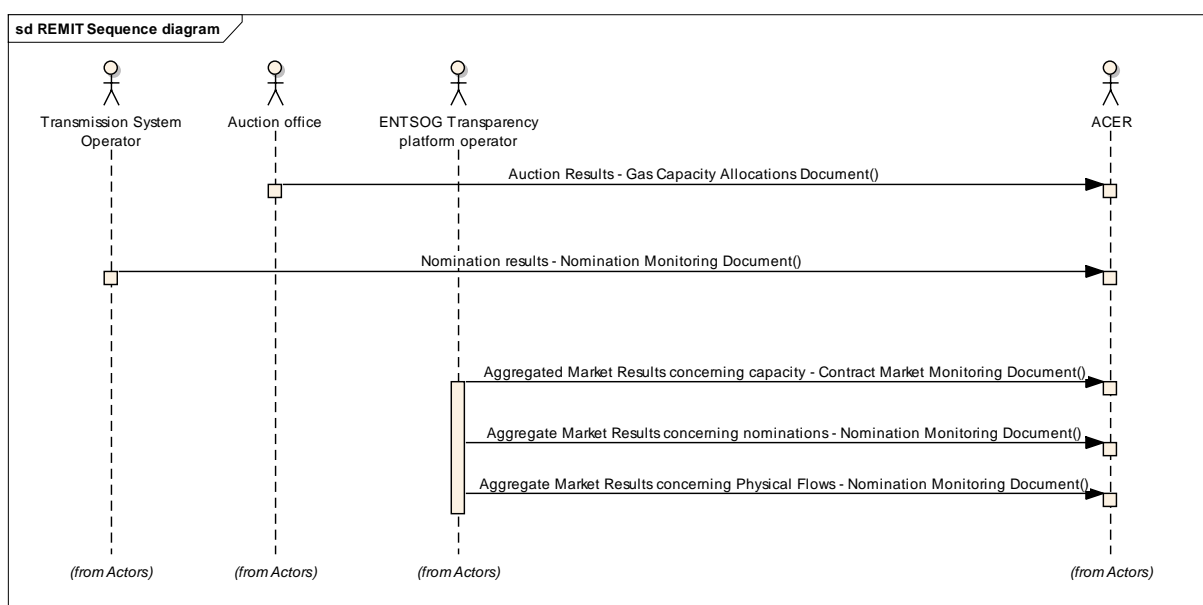 sd REMIT Sequence diagram
Transmission System
Operator
Auction office
ENTSOG Transparency
platform operator
ACER
Auction Results - Gas Capacity Allocations Document()
Nomination results - Nomination Monitoring Document()
Aggregated Market Results concerning capacity - Contract Market Monitoring Document()
Aggregate Market Results concerning nominations - Nomination Monitoring Document()
Aggregate Market Results concerning Physical Flows - Nomination Monitoring Document()
(from Actors)
(from Actors)
(from Actors)
(from Actors)